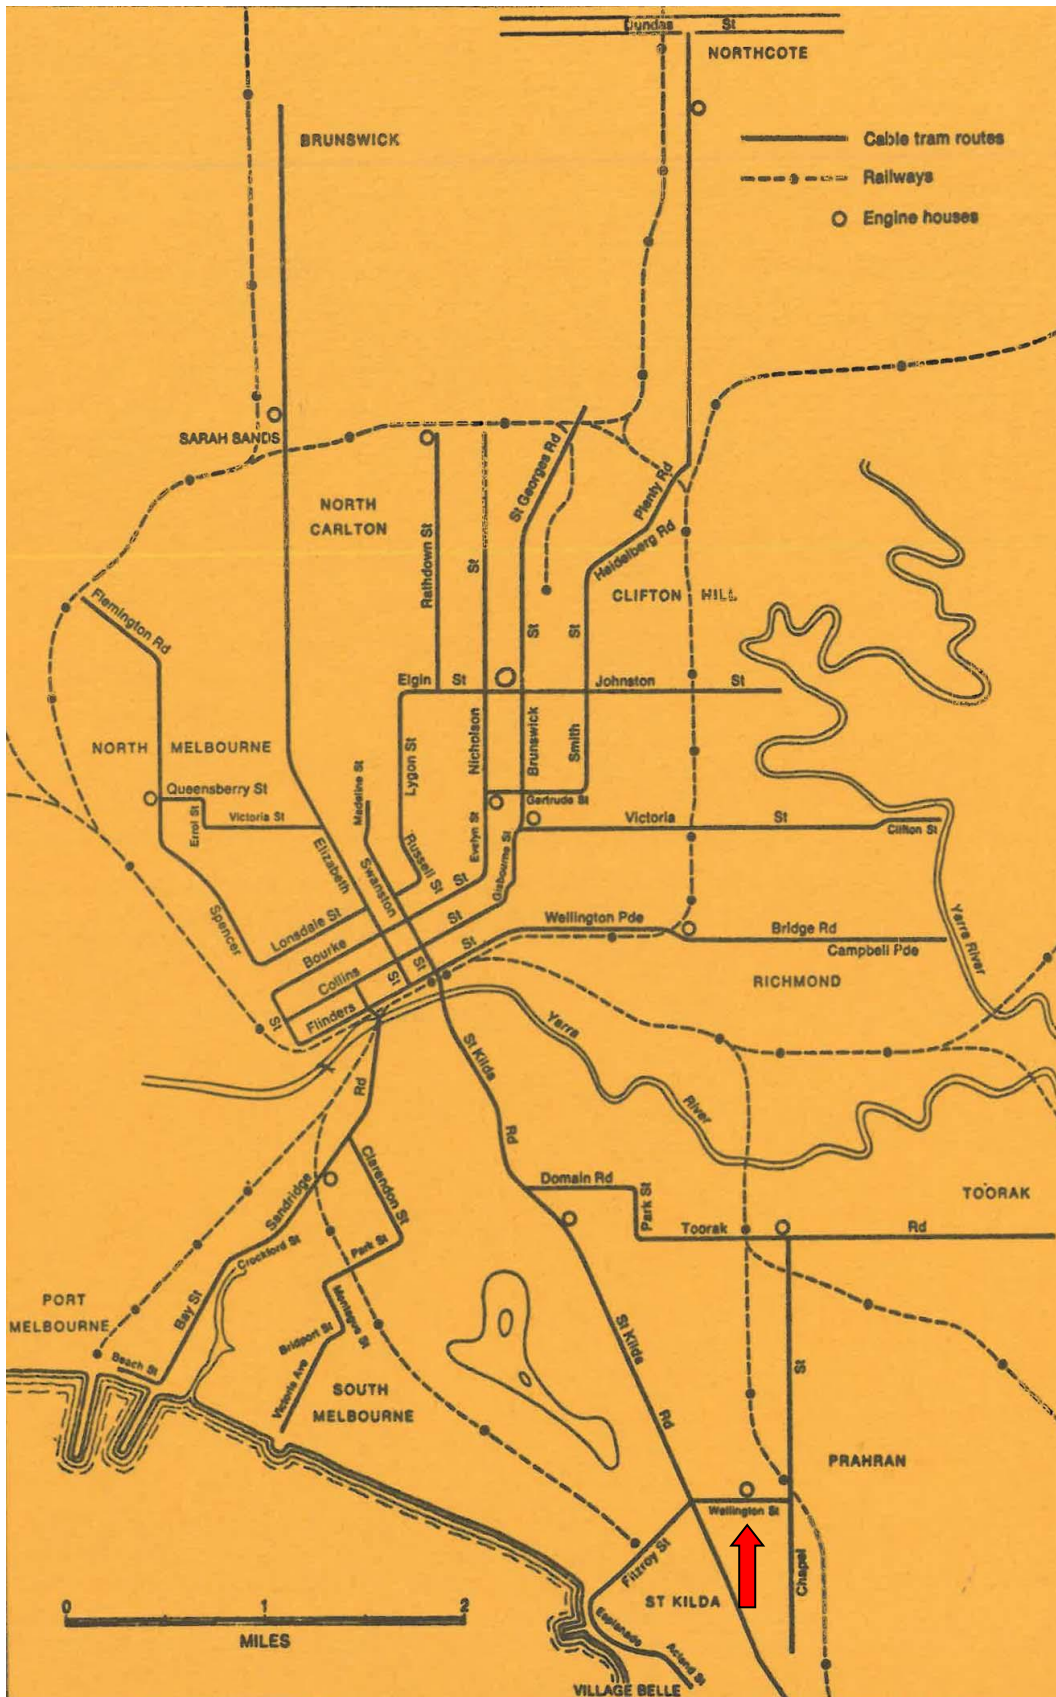 Dundas St
NORTHCOTE
BRUNSWICK
Cable tram routes
Railways
Engine houses
SARAH SANDS
NORTH
CARLTON
Rathdown St
St
St Georges Rd
Plenty Rd
Heidelberg Rd
CLIFTON HILL
St
St
Flemington Rd
Elgin St
Johnston St
NORTH MELBOURNE
Lygon St
Nicholson
Brunswick
Smith
Madeline St
Queensberry St
Errol St
Victoria St
Gertrude St
Victoria St
Clifton St
Elizabeth
Swanston
Russell St
Evelyn St
Gisbourne St
Spencer
Lonsdale St
Bourke St
Collins St
Flinders St
St
St
St
Wellington Pde
Bridge Rd
Campbell Pde
RICHMOND
Yarra River
Yarra River
St Kilda Rd
Rd
Sandridge
Clarendon St
Domain Rd
Park St
TOORAK
Toorak Rd
Crockford St
Park St
Bay St
PORT
MELBOURNE
Beach St
Montague St
Bridport St
Victoria Ave
SOUTH
MELBOURNE
St Kilda Rd
St
PRAHRAN
Wellington St
Chapel
Fitzroy St
ST KILDA
Esplanade
Acland St
VILLAGE BELLE
0 1 2
MILES